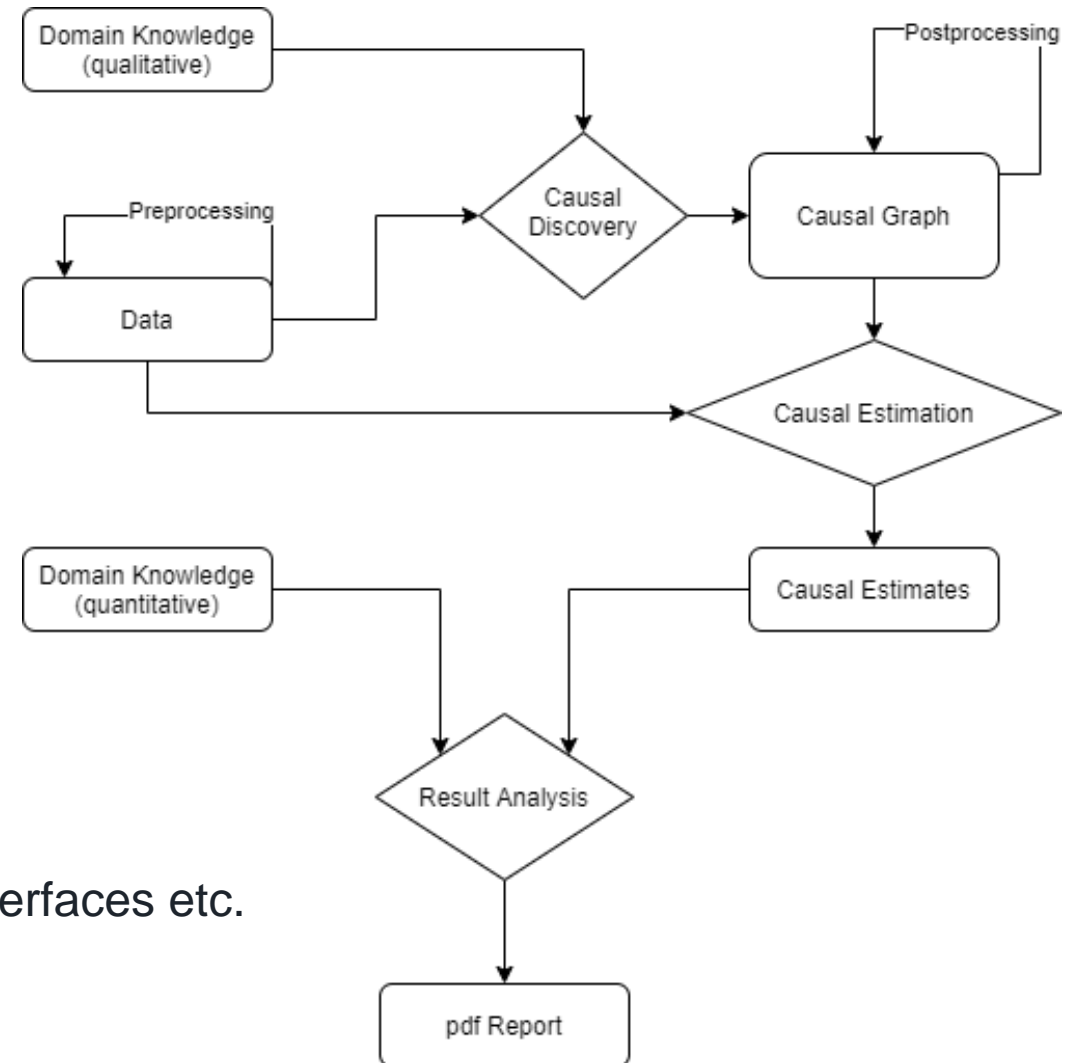 Domain Knowledge
(qualitative)
Postprocessing
Preprocessing
Causal
Discovery
Causal Graph
Data
Causal Estimation
Domain Knowledge
(quantitative)
Causal Estimates
Result Analysis
erfaces etc.
pdf Report